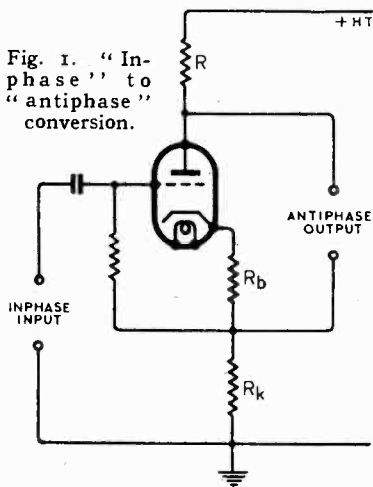 + HT
Fig. 1. “ In-
phase ” to
“ antiphase ”
conversion.
R
ANTIPHASE
OUTPUT
INPHASE
INPUT
Rb
Rk